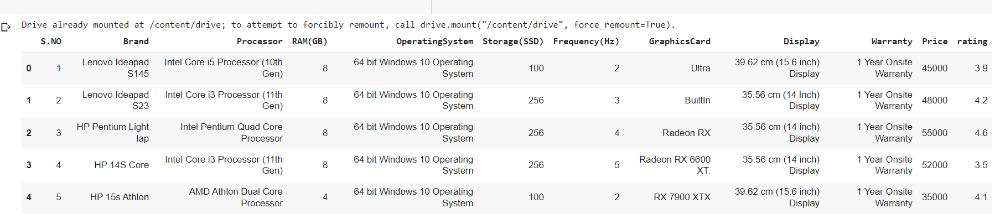 Drive already mounted at /content/drive; to attempt to forcibly remount, call drive.mount("/content/drive", force_remount=True).
S.NO Brand Processor RAM(GB) OperatingSystem Storage(SSD) Frequency(Hz) GraphicsCard Display Warranty Price rating
0 1 Lenovo Ideapad S145 Intel Core i5 Processor (10th Gen) 8 64 bit Windows 10 Operating System 100 2 Ultra 39.62 cm (15.6 inch) Display 1 Year Onsite Warranty 45000 3.9
1 2 Lenovo Ideapad S23 Intel Core i3 Processor (11th Gen) 8 64 bit Windows 10 Operating System 256 3 BuiltIn 35.56 cm (14 Inch) Display 1 Year Onsite Warranty 48000 4.2
2 3 HP Pentium Light lap Intel Pentium Quad Core Processor 8 64 bit Windows 10 Operating System 256 4 Radeon RX 35.56 cm (14 inch) Display 1 Year Onsite Warranty 55000 4.6
3 4 HP 14S Core Intel Core i3 Processor (11th Gen) 8 64 bit Windows 10 Operating System 256 5 Radeon RX 6600 XT. 35.56 cm (14 inch) Display 1 Year Onsite Warranty 52000 3.5
4 5 HP 15s Athlon AMD Athlon Dual Core Processor 4 64 bit Windows 10 Operating System 100 2 RX 7900 XTX 39.62 cm (15.6 inch) Display 1 Year Onsite Warranty 35000 4.1